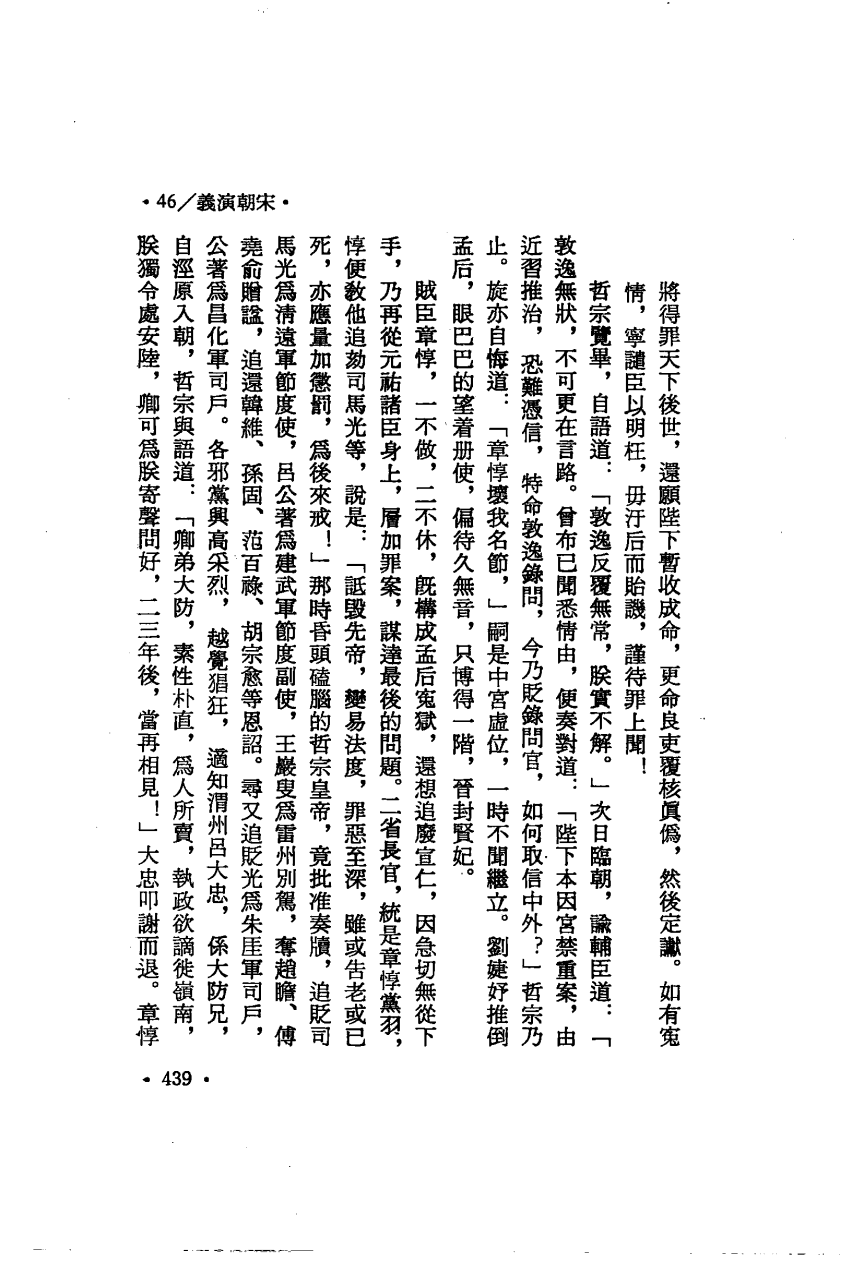 ·46/義演朝宋·
將得罪天下後世，還願陛下暫收成命，更命良吏覆核眞僞，然後定讞。如有寃
情，寧譴臣以明枉，毋汙后而貽譏，謹待罪上聞！
哲宗覽畢，自語道：「敦逸反覆無常，朕實不解。」次日臨朝，諭輔臣道：「
敦逸無狀，不可更在言路。曾布已聞悉情由，便奏對道：「陛下本因宮禁重案，由
近習推治，恐難憑信，特命敦逸錄問，今乃貶錄問官，如何取信中外？」哲宗乃
止。旋亦自悔道：「章惇壞我名節，」嗣是中宮虛位，一時不聞繼立。劉婕妤推倒
孟后，眼巴巴的望着册使，偏待久無音，只博得一階，晉封賢妃。
賊臣章惇，一不做，二不休，旣構成孟后寃獄，還想追廢宣仁，因急切無從下
手，乃再從元祐諸臣身上，層加罪案，謀達最後的問題。二省長官，統是章惇黨羽，
惇便敎他追劾司馬光等，說是：「詆毀先帝，變易法度，罪惡至深，雖或告老或已
死，亦應量加懲罰，爲後來戒！」那時昏頭磕腦的哲宗皇帝，竟批准奏牘，追貶司
馬光爲清遠軍節度使，呂公著爲建武軍節度副使，王巖叟爲雷州別駕，奪趙瞻、傅
堯俞贈諡，追還韓維、孫固、范百祿、胡宗愈等恩詔。尋又追貶光爲朱厓軍司戶，
公著爲昌化軍司戶。各邪黨興高采烈，越覺猖狂，適知渭州呂大忠，係大防兄，
自涇原入朝，哲宗與語道：「卿弟大防，素性朴直，爲人所賣，執政欲謫徙嶺南，
朕獨令處安陸，卿可爲朕寄聲問好，二三年後，當再相見！」大忠叩謝而退。章惇
·439·